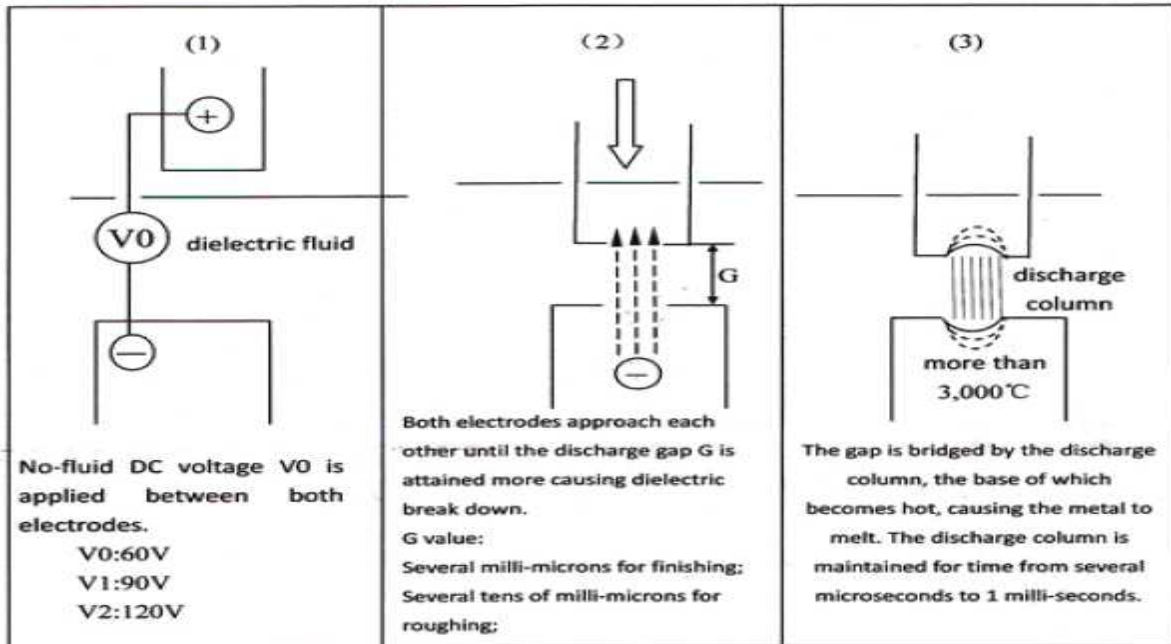 (1)
+
V0
dielectric fluid
−
No-fluid DC voltage V0 is
applied between both
electrodes.
V0:60V
V1:90V
V2:120V
(2)
G
−
Both electrodes approach each
other until the discharge gap G is
attained more causing dielectric
break down.
G value:
Several milli-microns for finishing;
Several tens of milli-microns for
roughing;
(3)
discharge
column
more than
3,000℃
The gap is bridged by the discharge
column, the base of which
becomes hot, causing the metal to
melt. The discharge column is
maintained for time from several
microseconds to 1 milli-seconds.